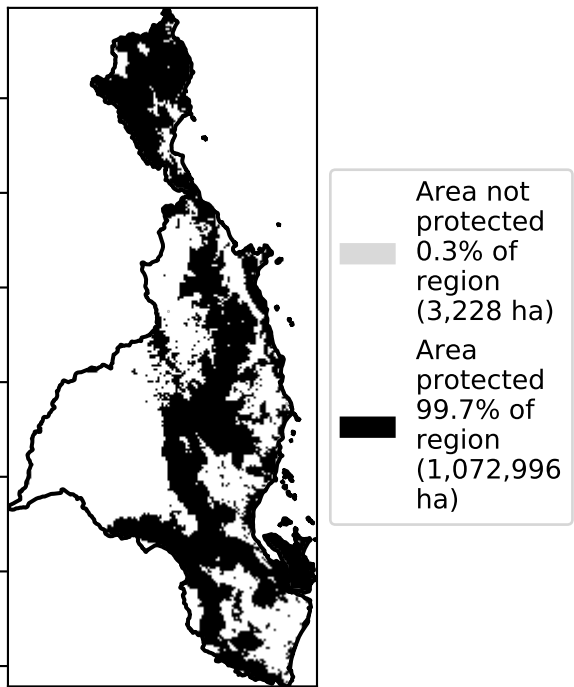 Area not
protected
0.3% of
region
(3,228 ha)
Area
protected
99.7% of
region
(1,072,996
ha)